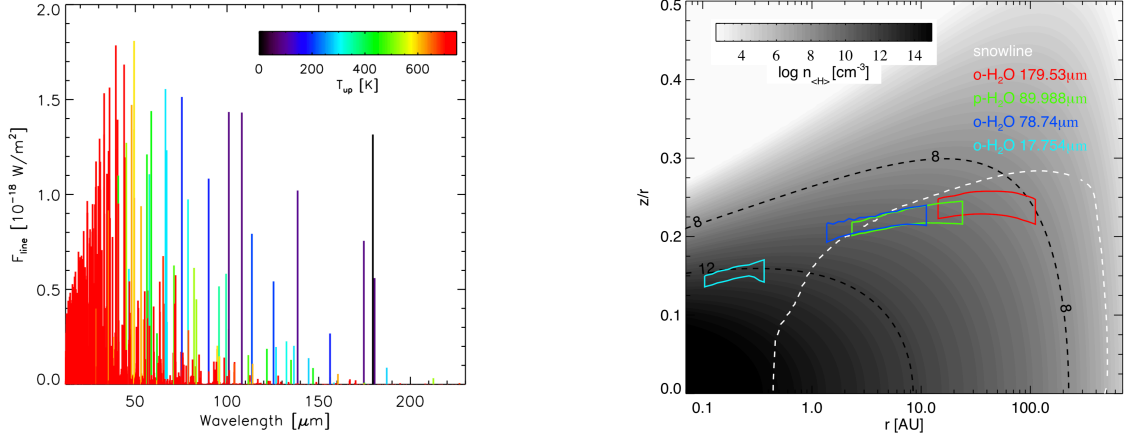 2.0
1.5
1.0
0.5
0.0
F_line [10^-18 W/m^2]
0 200 400 600
T_up [K]
50 100 150 200
Wavelength [μm]
0.5
0.4
0.3
0.2
0.1
0.0
z/r
4 6 8 10 12 14
log n_<H> [cm^-3]
snowline
o-H2O 179.53μm
p-H2O 89.988μm
o-H2O 78.74μm
o-H2O 17.754μm
8
8
12
8
0.1 1.0 10.0 100.0
r [AU]